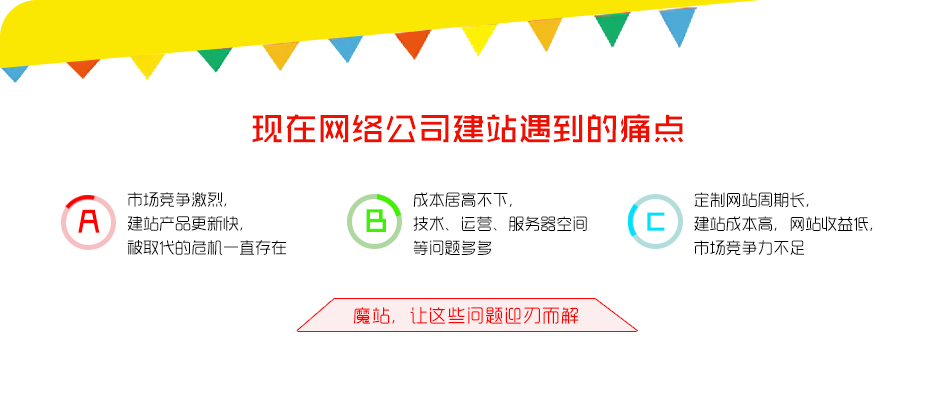 现在网络公司建站遇到的痛点
A
市场竞争激烈,
建站产品更新快,
被取代的危机一直存在
B
成本居高不下,
技术、运营、服务器空间
等问题多多
C
定制网站周期长,
建站成本高, 网站收益低,
市场竞争力不足
魔站, 让这些问题迎刃而解